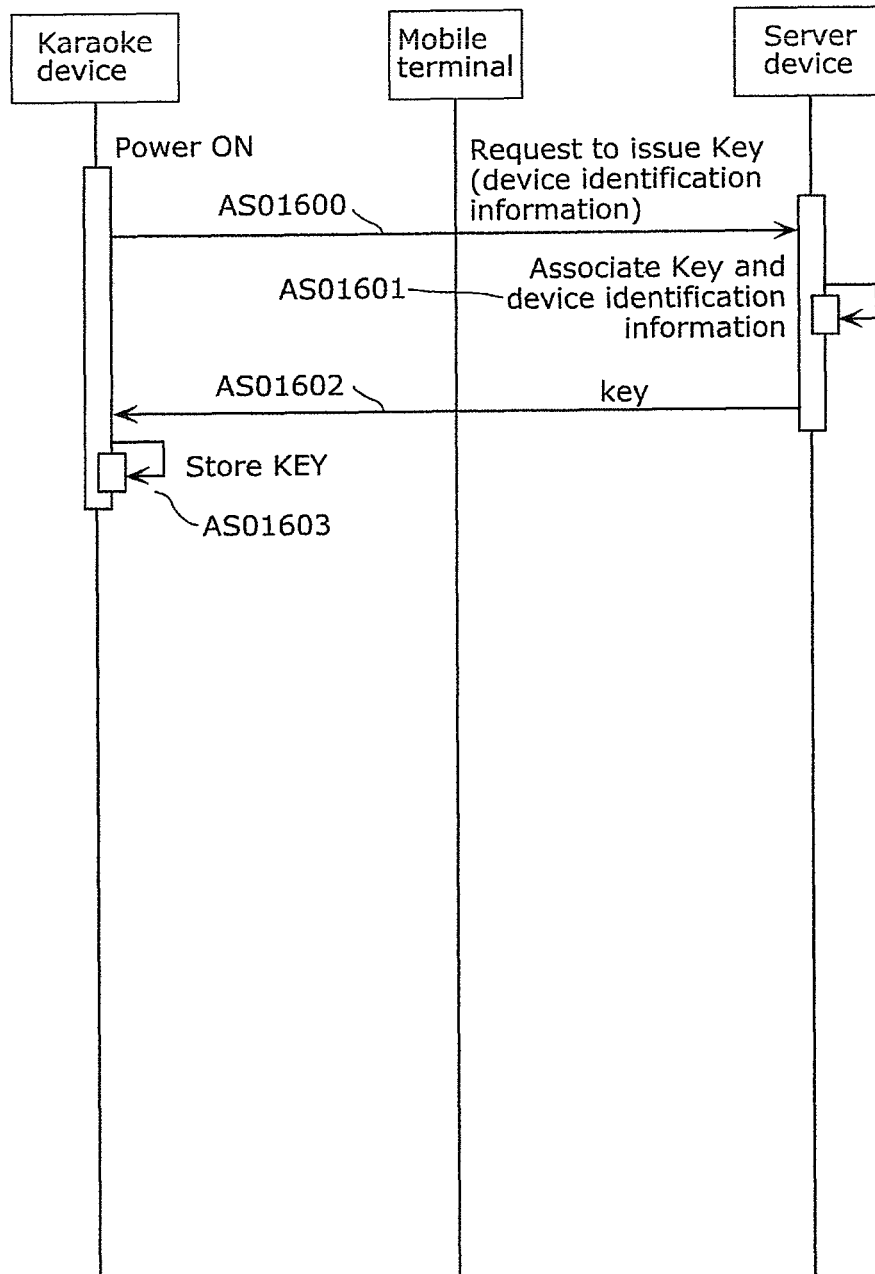 Karaoke
device
Mobile
terminal
Server
device
Power ON
Request to issue Key
(device identification
information)
AS01600
AS01601
Associate Key and
device identification
information
AS01602
key
Store KEY
AS01603